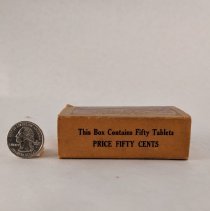 This Box Contains Fifty Tablets
PRICE FIFTY CENTS